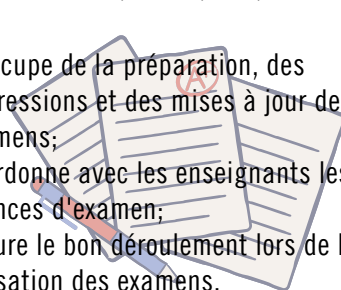 cupe de la préparation, des
ressions et des mises à jour de
mens;
rdonne avec les enseignants les
nces d'examen;
ure le bon déroulement lors de l
sation des examens.